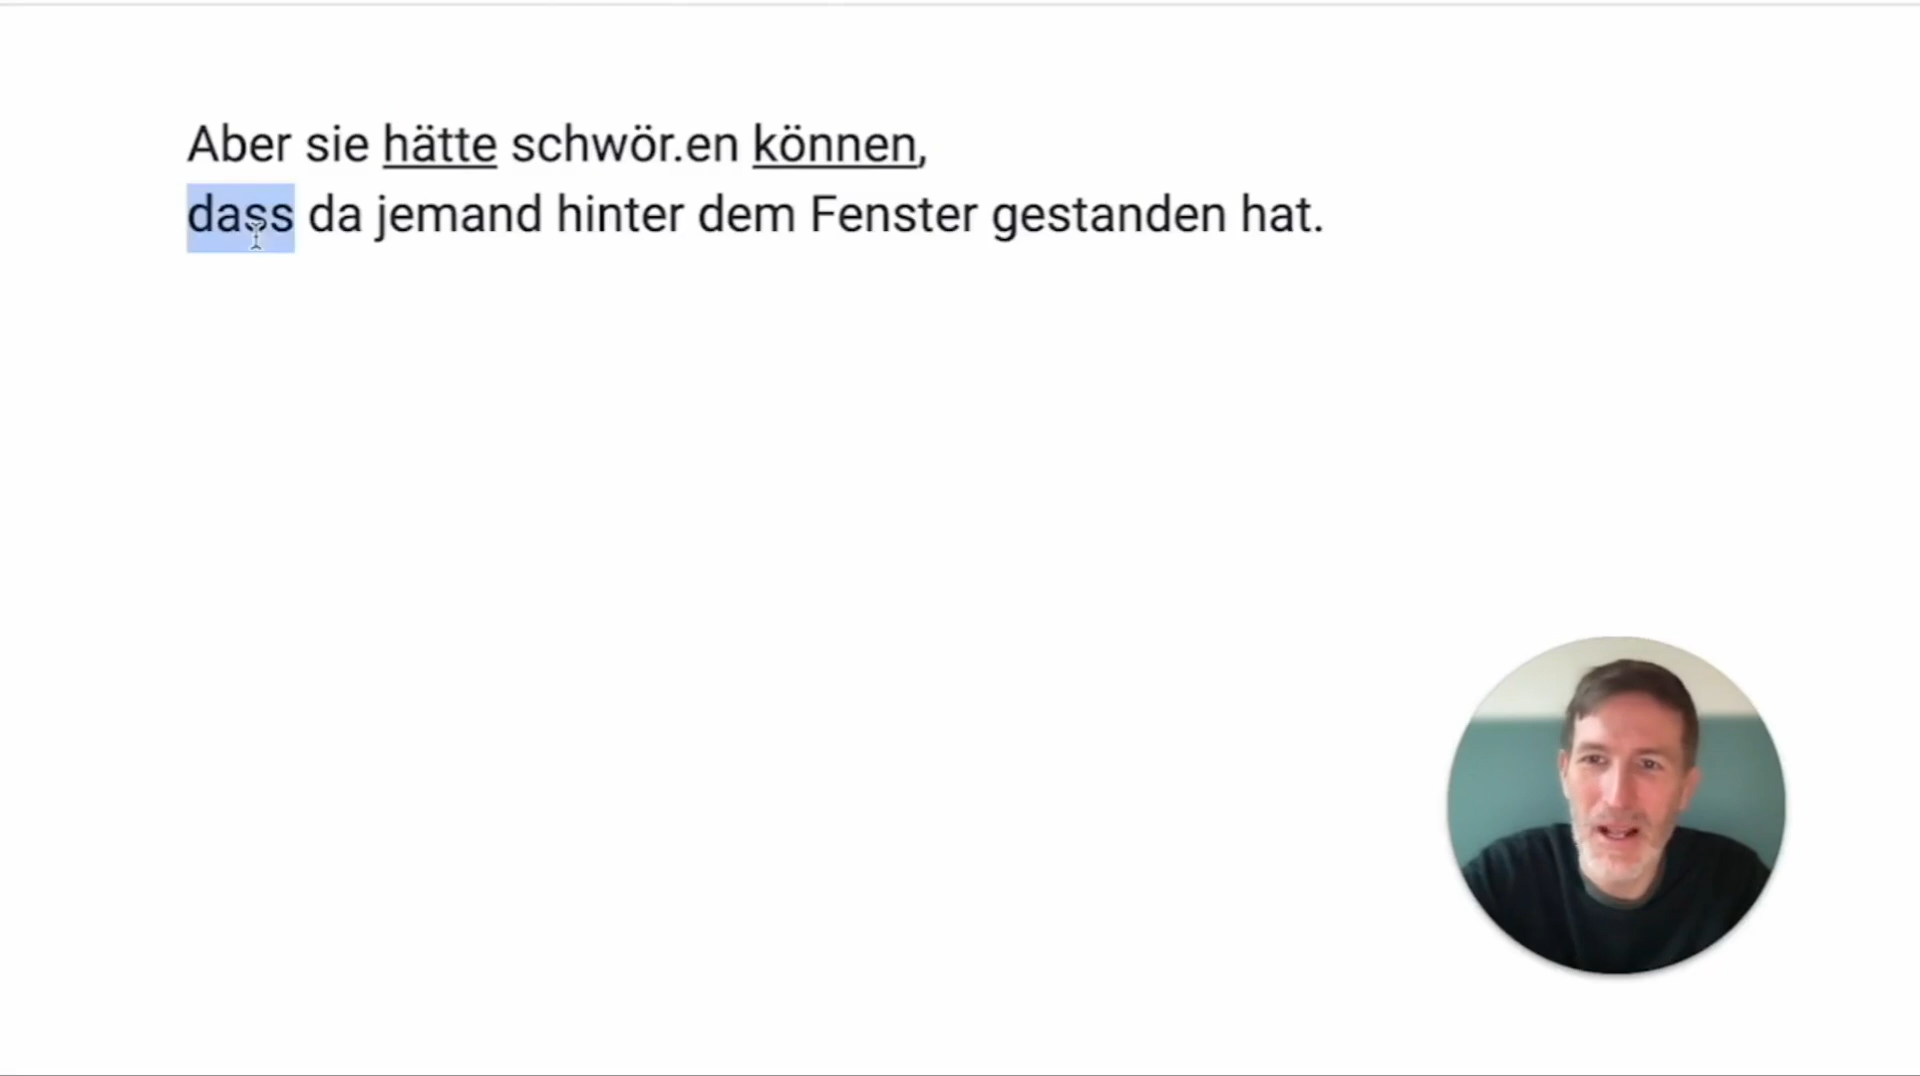 Aber sie hätte schwör.en können,
dass da jemand hinter dem Fenster gestanden hat.